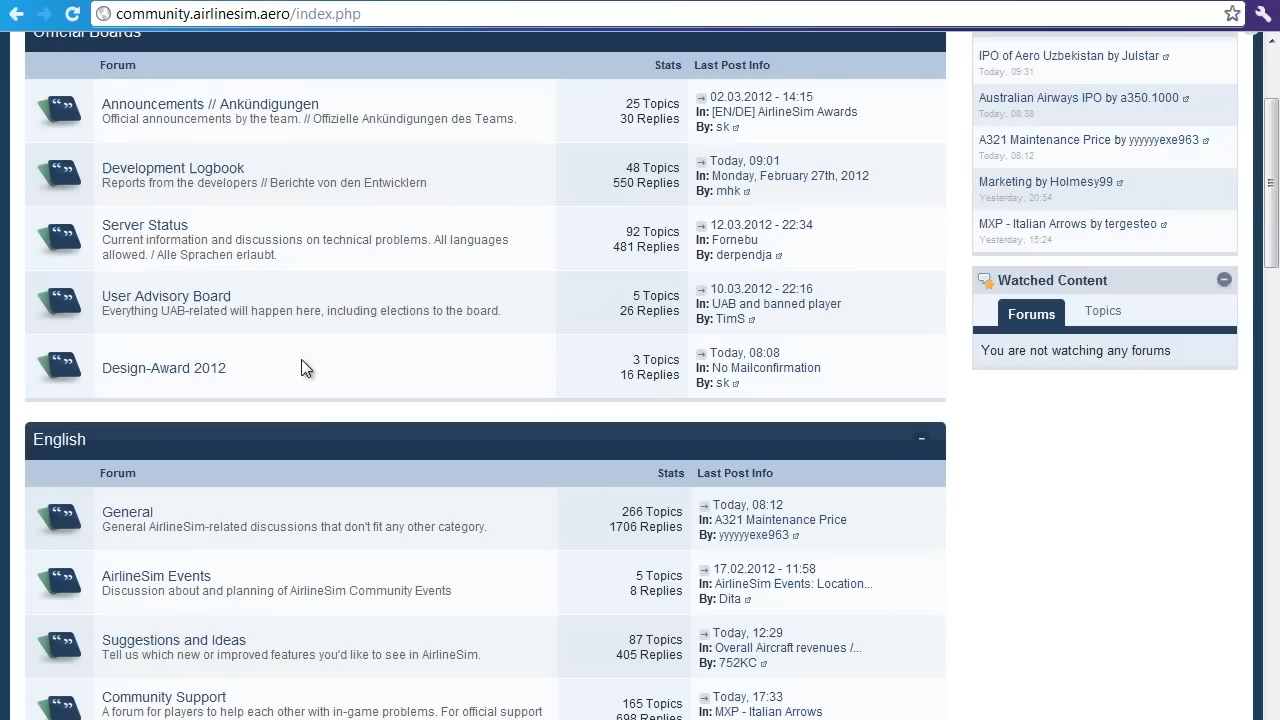 community.airlinesim.aero/index.php
Official Boards
Forum Stats Last Post Info
Announcements // Ankündigungen
Official announcements by the team. // Offizielle Ankündigungen des Teams.
25 Topics
30 Replies
02.03.2012 - 14:15
In: [EN/DE] AirlineSim Awards
By: sk
Development Logbook
Reports from the developers // Berichte von den Entwicklern
48 Topics
550 Replies
Today, 09:01
In: Monday, February 27th, 2012
By: mhk
Server Status
Current information and discussions on technical problems. All languages
allowed. / Alle Sprachen erlaubt.
92 Topics
481 Replies
12.03.2012 - 22:34
In: Fornebu
By: derpendja
User Advisory Board
Everything UAB-related will happen here, including elections to the board.
5 Topics
26 Replies
10.03.2012 - 22:16
In: UAB and banned player
By: TimS
Design-Award 2012
3 Topics
16 Replies
Today, 08:08
In: No Mailconfirmation
By: sk
English
Forum Stats Last Post Info
General
General AirlineSim-related discussions that don't fit any other category.
266 Topics
1706 Replies
Today, 08:12
In: A321 Maintenance Price
By: yyyyyyexe963
AirlineSim Events
Discussion about and planning of AirlineSim Community Events
5 Topics
8 Replies
17.02.2012 - 11:58
In: AirlineSim Events: Location...
By: Dita
Suggestions and Ideas
Tell us which new or improved features you'd like to see in AirlineSim.
87 Topics
405 Replies
Today, 12:29
In: Overall Aircraft revenues /...
By: 752KC
Community Support
A forum for players to help each other with in-game problems. For official support
165 Topics
698 Replies
Today, 17:33
In: MXP - Italian Arrows
IPO of Aero Uzbekistan by Julstar
Today, 09:31
Australian Airways IPO by a350.1000
Today, 08:38
A321 Maintenance Price by yyyyyyexe963
Today, 08:12
Marketing by Holmesy99
Yesterday, 20:54
MXP - Italian Arrows by tergesteo
Yesterday, 15:24
Watched Content
Forums Topics
You are not watching any forums